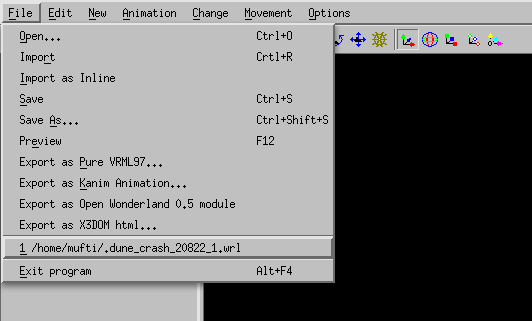 File Edit New Animation Change Movement Options
Open... Ctrl+O
Import Crtl+R
Import as Inline
Save Ctrl+S
Save As... Ctrl+Shift+S
Preview F12
Export as Pure VRML97...
Export as Kanim Animation...
Export as Open Wonderland 0.5 module
Export as X3DOM html...
1 /home/mufti/.dune_crash_20822_1.wrl
Exit program Alt+F4